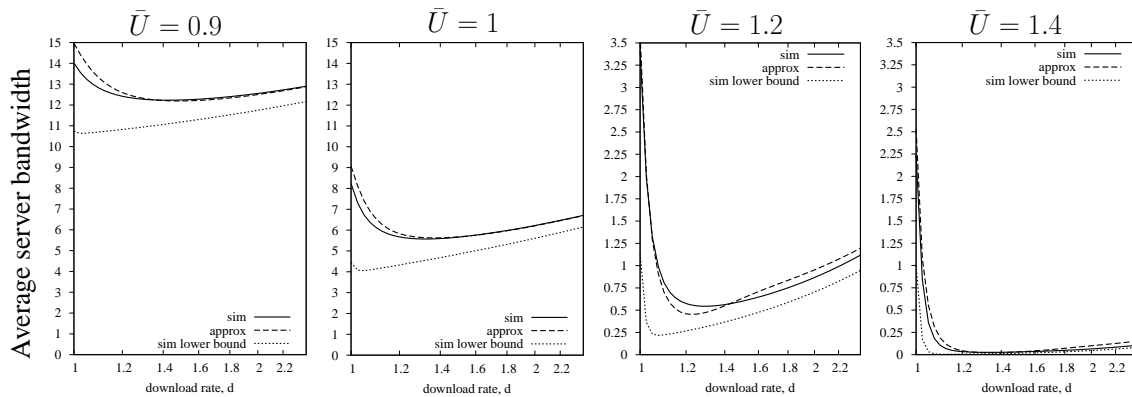 Ū = 0.9
Ū = 1
Ū = 1.2
Ū = 1.4
Average server bandwidth
15
14
13
12
11
10
9
8
7
6
5
4
3
2
1
0
sim
approx
sim lower bound
1 1.2 1.4 1.6 1.8 2 2.2
download rate, d
15
14
13
12
11
10
9
8
7
6
5
4
3
2
1
0
sim
approx
sim lower bound
1 1.2 1.4 1.6 1.8 2 2.2
download rate, d
3.5
3.25
3
2.75
2.5
2.25
2
1.75
1.5
1.25
1
0.75
0.5
0.25
0
sim
approx
sim lower bound
1 1.2 1.4 1.6 1.8 2 2.2
download rate, d
3.5
3.25
3
2.75
2.5
2.25
2
1.75
1.5
1.25
1
0.75
0.5
0.25
0
sim
approx
sim lower bound
1 1.2 1.4 1.6 1.8 2 2.2
download rate, d